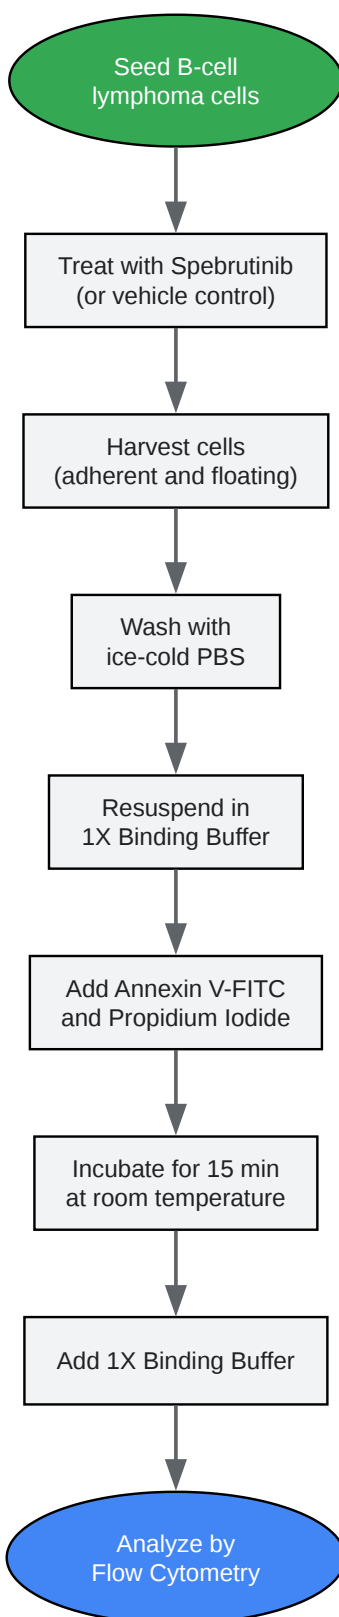 Seed B-cell
lymphoma cells
Treat with Spebrutinib
(or vehicle control)
Harvest cells
(adherent and floating)
Wash with
ice-cold PBS
Resuspend in
1X Binding Buffer
Add Annexin V-FITC
and Propidium Iodide
Incubate for 15 min
at room temperature
Add 1X Binding Buffer
Analyze by
Flow Cytometry